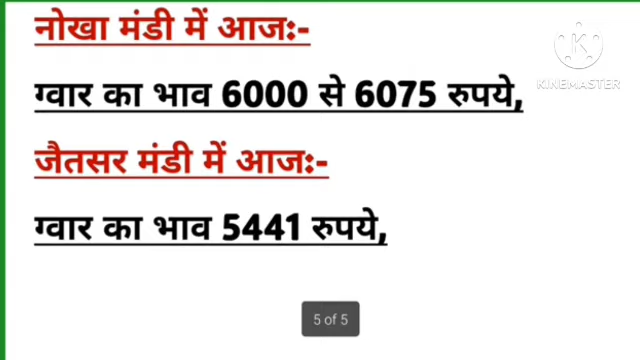 नोखा मंडी में आजः-
KINEMASTER
ग्वार का भाव 6000 से 6075 रुपये,
जैतसर मंडी में आजः-
ग्वार का भाव 5441 रुपये,
5 of 5